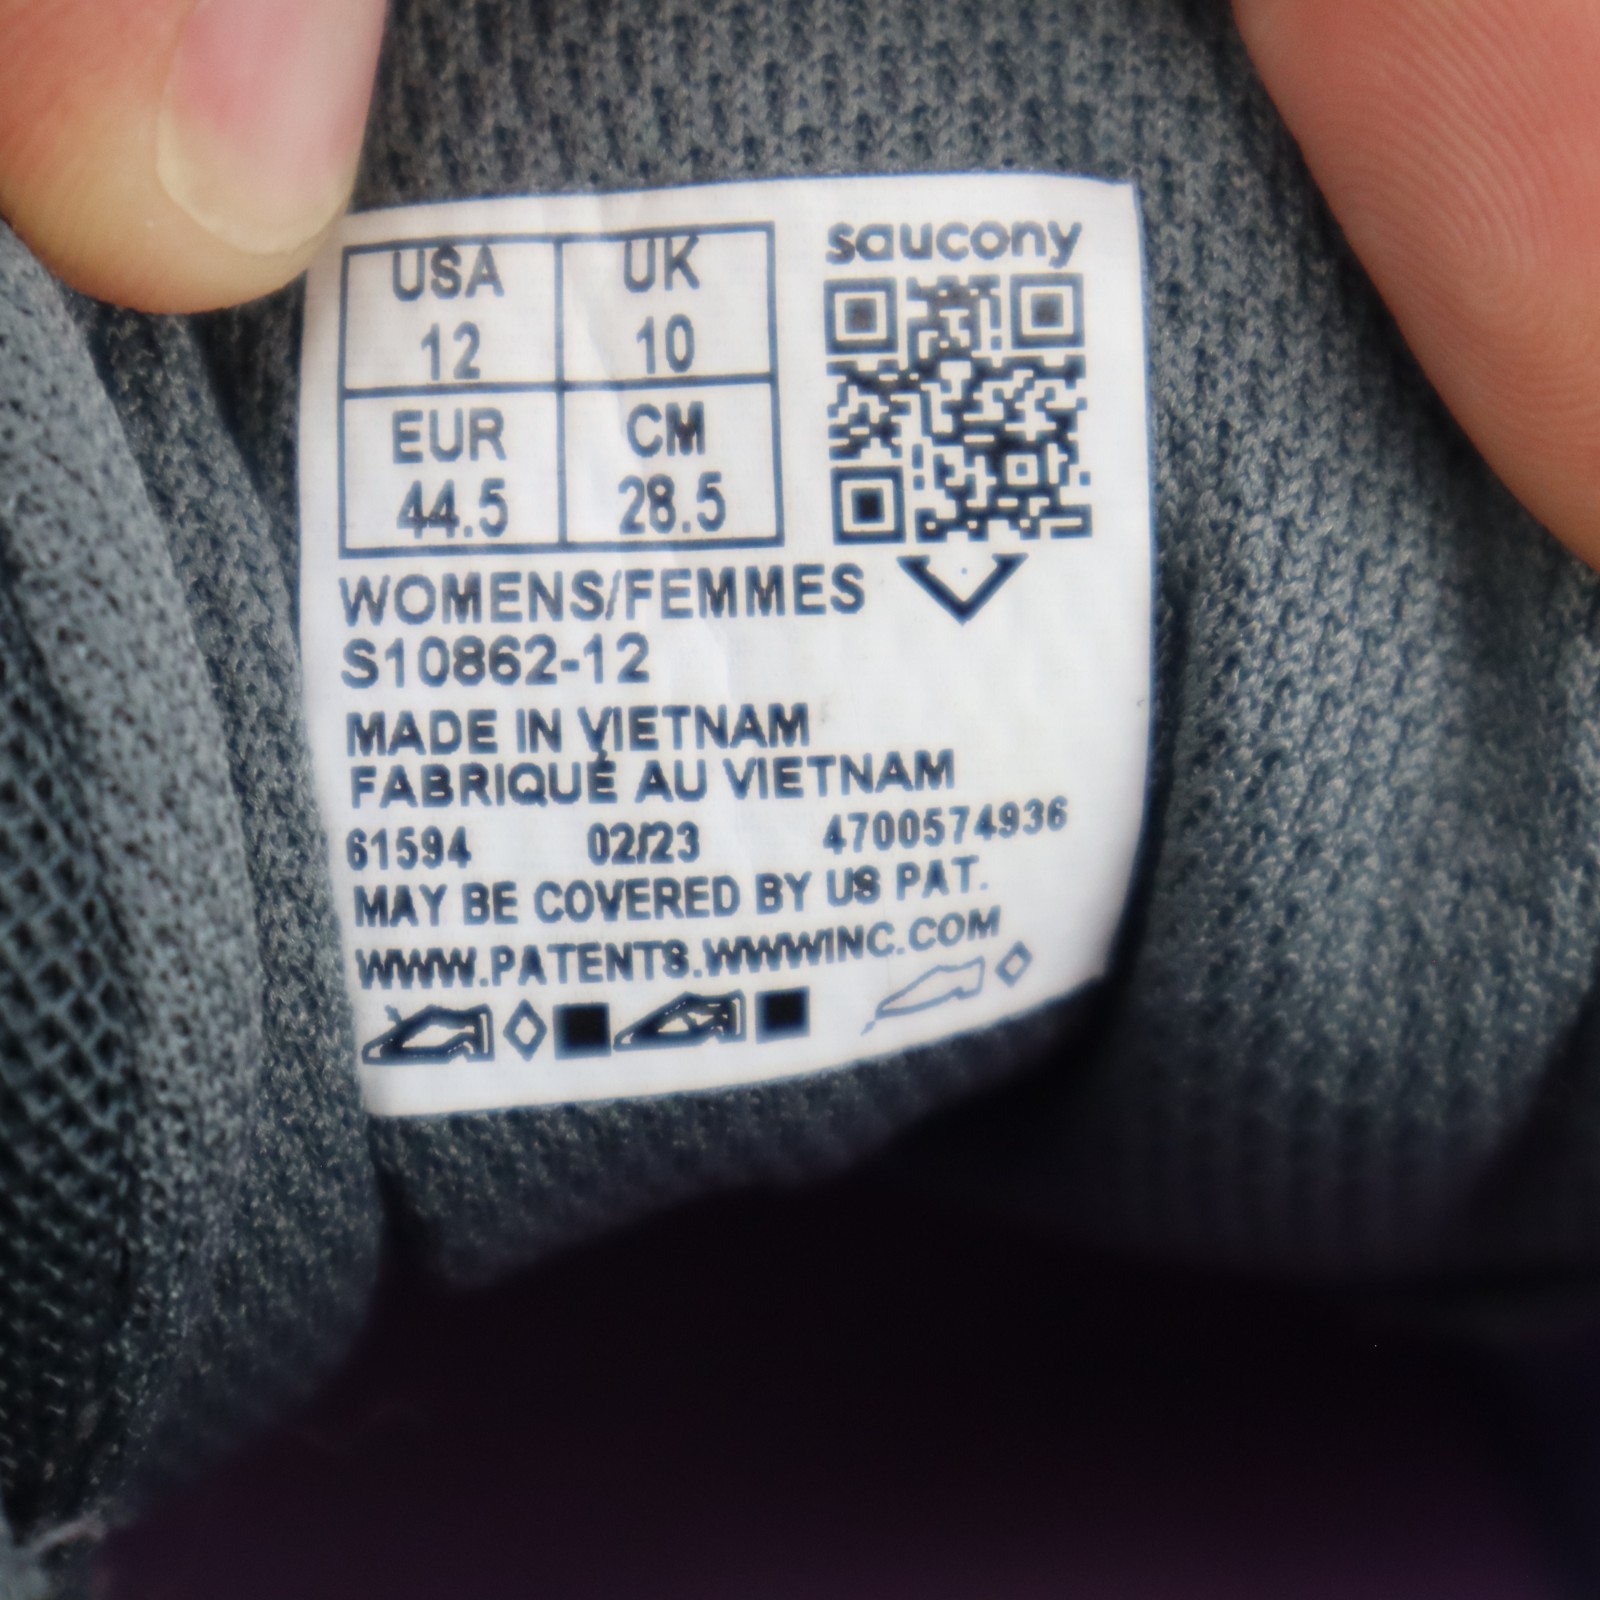 saucony
USA UK
12 10
EUR CM
44.5 28.5
WOMENS/FEMMES
S10862-12
MADE IN VIETNAM
FABRIQUÉ AU VIETNAM
61594 02/23 4700574936
MAY BE COVERED BY US PAT.
WWW.PATENTS.WWWINC.COM